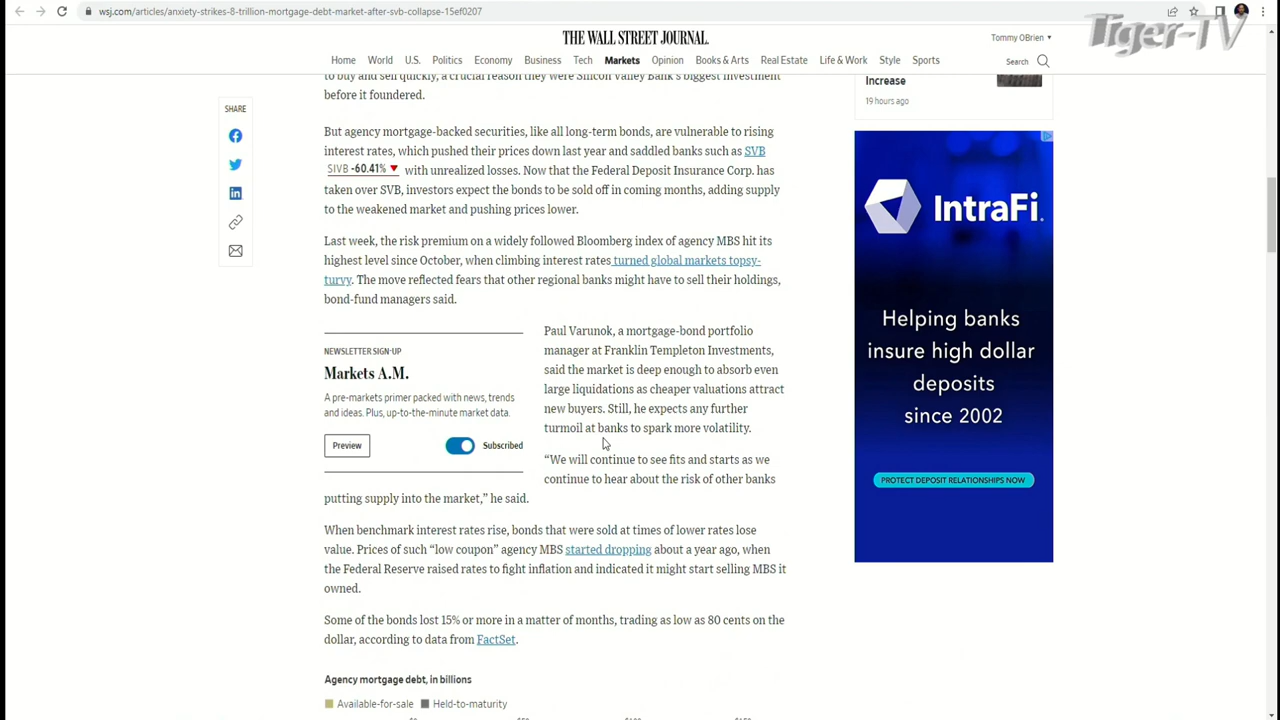 wsj.com/articles/anxiety-strikes-8-trillion-mortgage-debt-market-after-svb-collapse-15ef0207
Tiger-TV
THE WALL STREET JOURNAL.
Tommy OBrien
Home World U.S. Politics Economy Business Tech Markets Opinion Books & Arts Real Estate Life & Work Style Sports
Search
to buy and sell quickly, a crucial reason they were Silicon Valley Bank's biggest investment
before it foundered.
Increase
19 hours ago
SHARE
But agency mortgage-backed securities, like all long-term bonds, are vulnerable to rising
interest rates, which pushed their prices down last year and saddled banks such as SVB
SIVB -60.41% ▼ with unrealized losses. Now that the Federal Deposit Insurance Corp. has
taken over SVB, investors expect the bonds to be sold off in coming months, adding supply
to the weakened market and pushing prices lower.
Last week, the risk premium on a widely followed Bloomberg index of agency MBS hit its
highest level since October, when climbing interest rates turned global markets topsy-
turvy. The move reflected fears that other regional banks might have to sell their holdings,
bond-fund managers said.
NEWSLETTER SIGN-UP
Markets A.M.
A pre-markets primer packed with news, trends
and ideas. Plus, up-to-the-minute market data.
Preview
Subscribed
Paul Varunok, a mortgage-bond portfolio
manager at Franklin Templeton Investments,
said the market is deep enough to absorb even
large liquidations as cheaper valuations attract
new buyers. Still, he expects any further
turmoil at banks to spark more volatility.
“We will continue to see fits and starts as we
continue to hear about the risk of other banks
putting supply into the market,” he said.
When benchmark interest rates rise, bonds that were sold at times of lower rates lose
value. Prices of such “low coupon” agency MBS started dropping about a year ago, when
the Federal Reserve raised rates to fight inflation and indicated it might start selling MBS it
owned.
Some of the bonds lost 15% or more in a matter of months, trading as low as 80 cents on the
dollar, according to data from FactSet.
Agency mortgage debt, in billions
Available-for-sale Held-to-maturity
IntraFi.
Helping banks
insure high dollar
deposits
since 2002
PROTECT DEPOSIT RELATIONSHIPS NOW